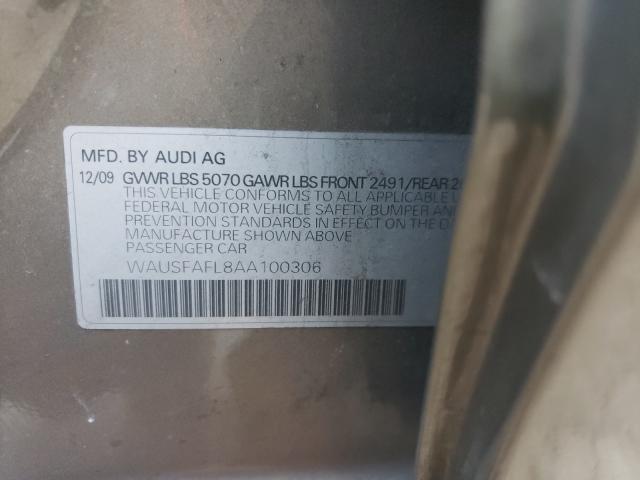 MFD. BY AUDI AG
12/09 GVWR LBS 5070 GAWR LBS FRONT 2491/REAR
THIS VEHICLE CONFORMS TO ALL APPLICABLE
FEDERAL MOTOR VEHICLE SAFETY BUMPER AND
PREVENTION STANDARDS IN EFFECT ON THE
MANUFACTURE SHOWN ABOVE
PASSENGER CAR
WAUSFAFL8AA100306